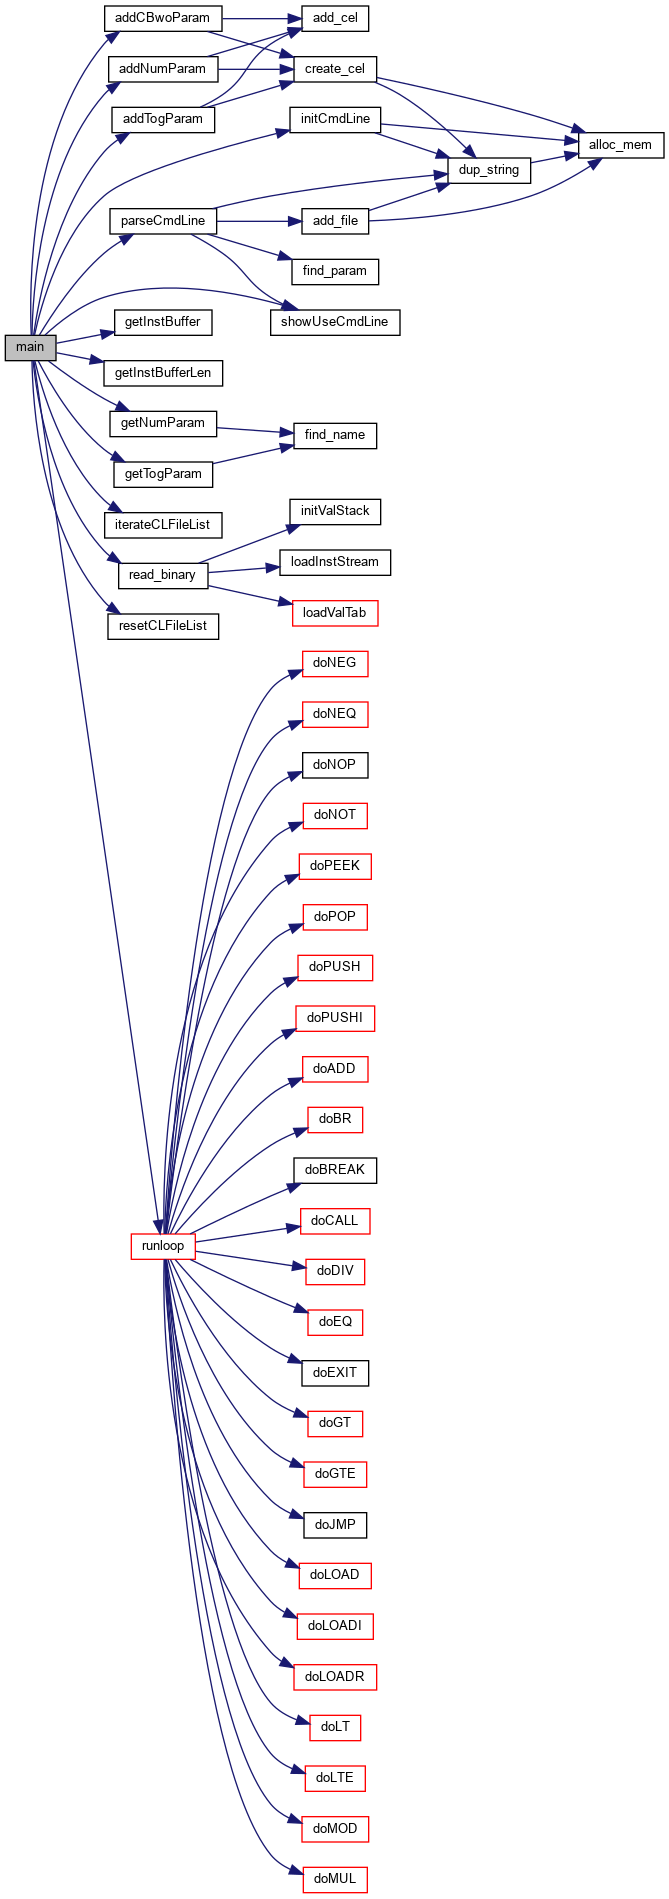 addCBwoParam
add_cel
addNumParam
create_cel
addTogParam
initCmdLine
alloc_mem
dup_string
parseCmdLine
add_file
find_param
getInstBuffer
showUseCmdLine
main
getInstBufferLen
getNumParam
find_name
getTogParam
initValStack
iterateCLFileList
loadInstStream
read_binary
loadValTab
resetCLFileList
doNEG
doNEQ
doNOP
doNOT
doPEEK
doPOP
doPUSH
doPUSHI
doADD
doBR
doBREAK
doCALL
runloop
doDIV
doEQ
doEXIT
doGT
doGTE
doJMP
doLOAD
doLOADI
doLOADR
doLT
doLTE
doMOD
doMUL